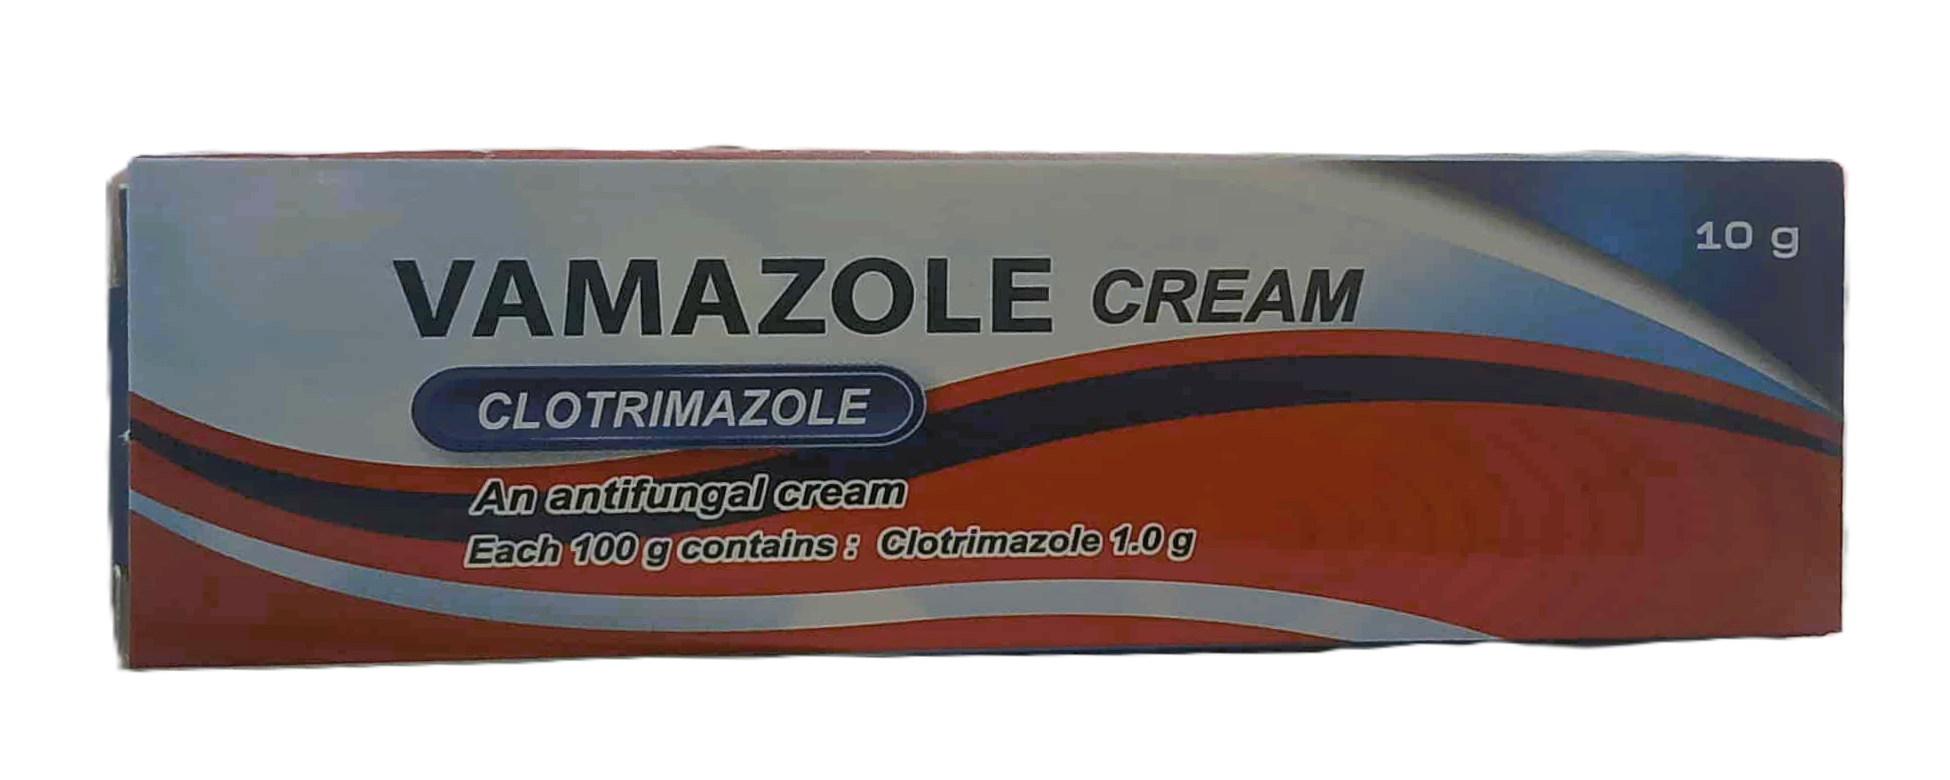 10 g
VAMAZOLE CREAM
CLOTRIMAZOLE
An antifungal cream
Each 100 g contains : Clotrimazole 1.0 g